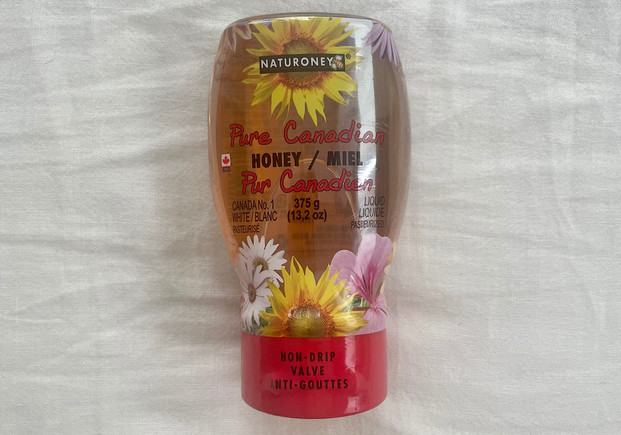 NATURONEY
Pure Canadian
HONEY / MIEL
Pur Canadien
CANADA No. 1
WHITE / BLANC
PASTEURISÉ
375 g
(13,2 oz)
LIQUID
LIQUIDE
PASTEURIZED
NON-DRIP
VALVE
ANTI-GOUTTES